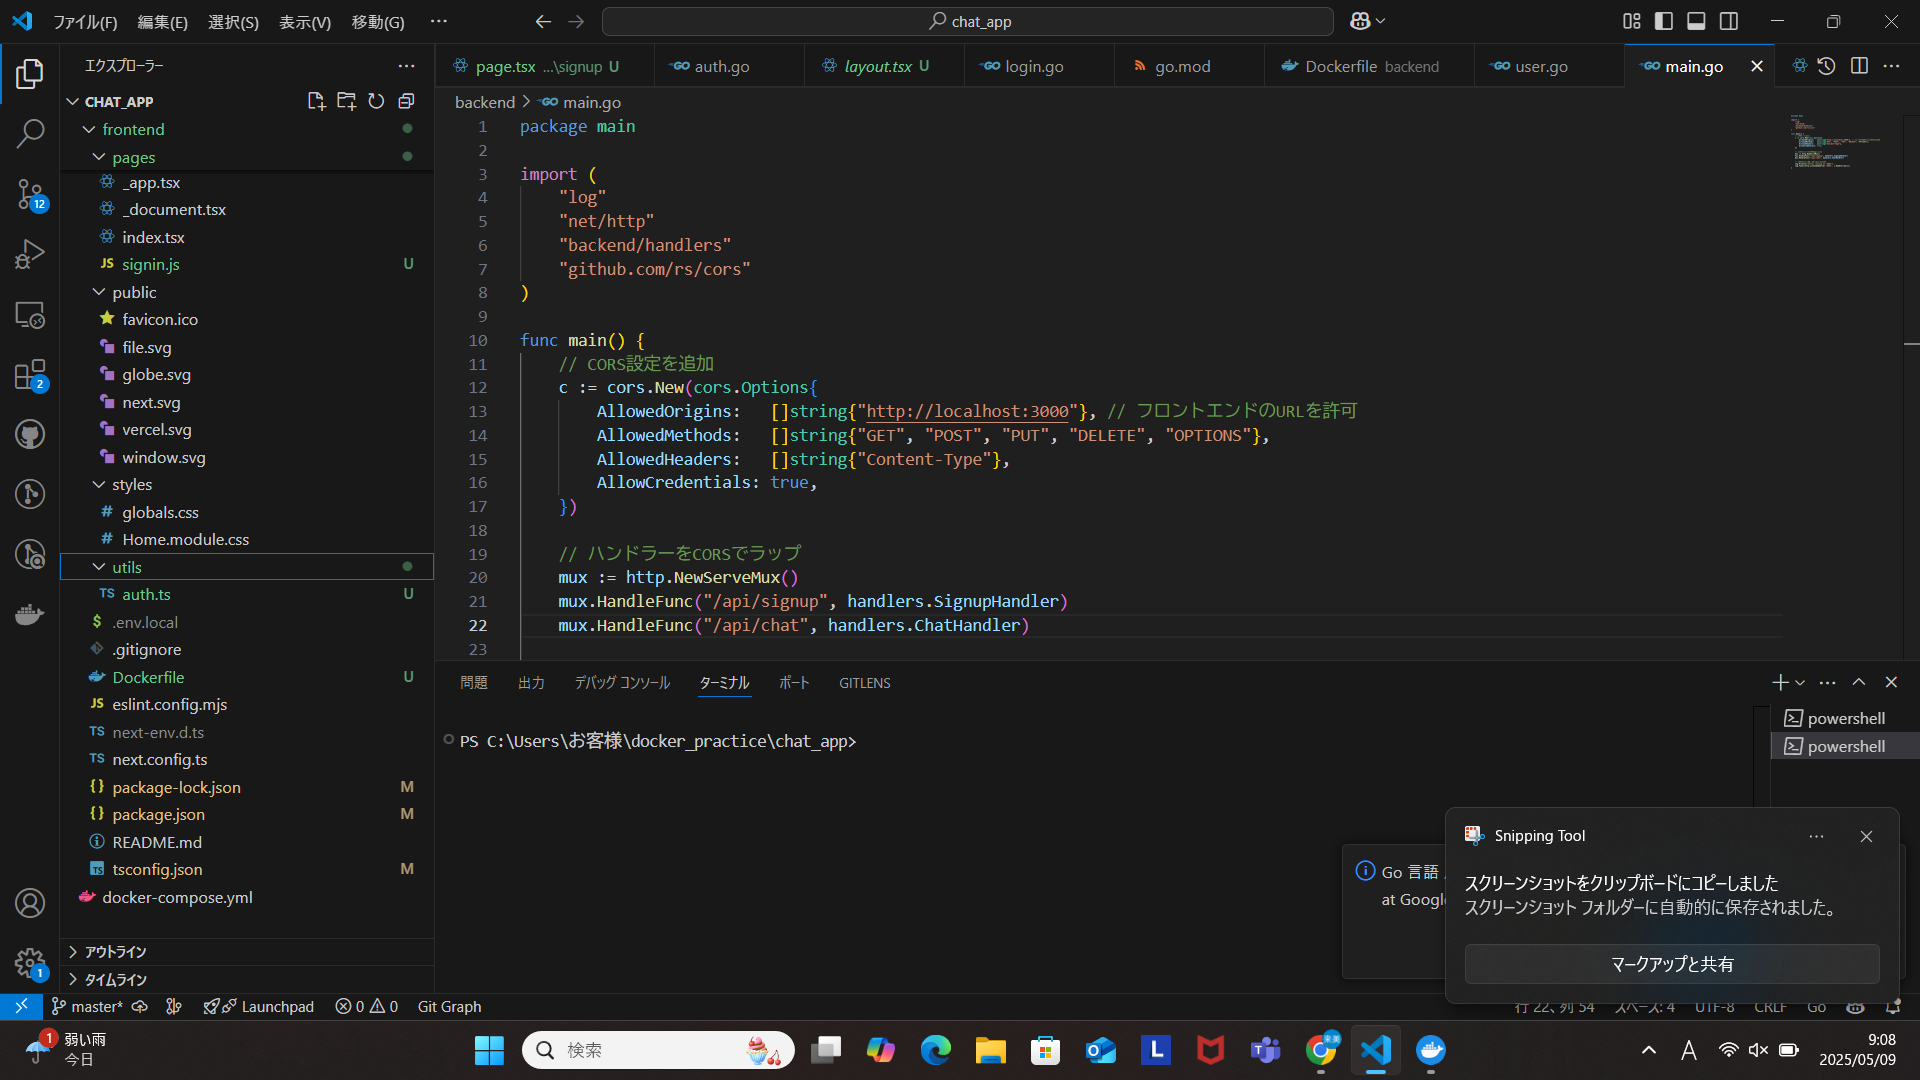 ファイル(F) 編集(E) 選択(S) 表示(V) 移動(G) ··· chat_app
エクスプローラー
CHAT_APP
frontend
pages
_app.tsx
_document.tsx
index.tsx
signin.js U
public
favicon.ico
file.svg
globe.svg
next.svg
vercel.svg
window.svg
styles
globals.css
Home.module.css
utils
auth.ts U
.env.local
.gitignore
Dockerfile U
eslint.config.mjs
next-env.d.ts
next.config.ts
package-lock.json M
package.json M
README.md
tsconfig.json M
docker-compose.yml
アウトライン
タイムライン
12
2
1
page.tsx ...\signup U
auth.go
layout.tsx U
login.go
go.mod
Dockerfile backend
user.go
main.go
backend > main.go
1 package main
2
3 import (
4 "log"
5 "net/http"
6 "backend/handlers"
7 "github.com/rs/cors"
8 )
9
10 func main() {
11 // CORS設定を追加
12 c := cors.New(cors.Options{
13 AllowedOrigins: []string{"http://localhost:3000"}, // フロントエンドのURLを許可
14 AllowedMethods: []string{"GET", "POST", "PUT", "DELETE", "OPTIONS"},
15 AllowedHeaders: []string{"Content-Type"},
16 AllowCredentials: true,
17 })
18
19 // ハンドラーをCORSでラップ
20 mux := http.NewServeMux()
21 mux.HandleFunc("/api/signup", handlers.SignupHandler)
22 mux.HandleFunc("/api/chat", handlers.ChatHandler)
23
問題 出力 デバッグ コンソール ターミナル ポート GITLENS
PS C:\Users\お客様\docker_practice\chat_app>
powershell
powershell
Go 言語
at Google
Snipping Tool
スクリーンショットをクリップボードにコピーしました
スクリーンショット フォルダーに自動的に保存されました。
マークアップと共有
master* Launchpad 0 0 Git Graph
行 22、列 54 スペース: 4 UTF-8 CRLF Go
1
弱い雨
今日
検索
A
9:08
2025/05/09